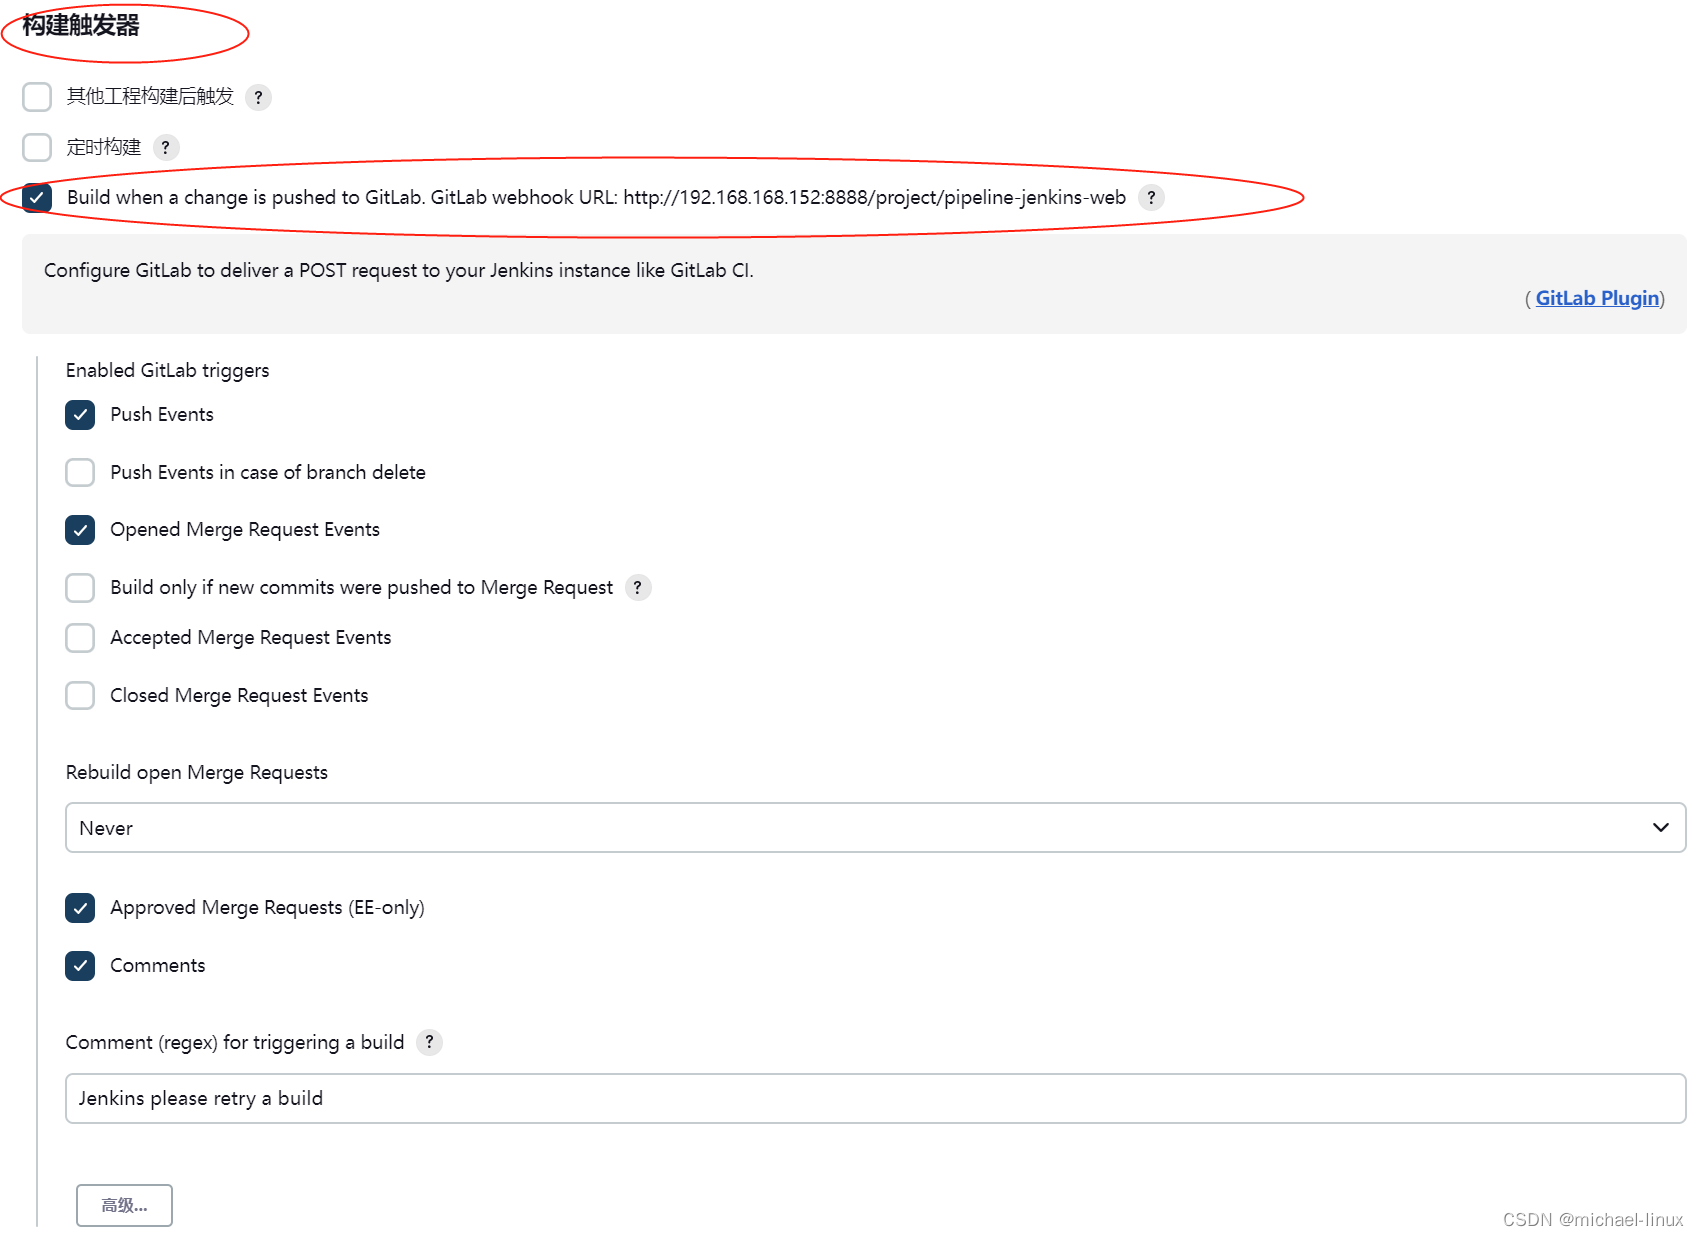 构建触发器
其他工程构建后触发 ?
定时构建 ?
Build when a change is pushed to GitLab. GitLab webhook URL: http://192.168.168.152:8888/project/pipeline-jenkins-web ?
Configure GitLab to deliver a POST request to your Jenkins instance like GitLab CI.
( GitLab Plugin)
Enabled GitLab triggers
Push Events
Push Events in case of branch delete
Opened Merge Request Events
Build only if new commits were pushed to Merge Request ?
Accepted Merge Request Events
Closed Merge Request Events
Rebuild open Merge Requests
Never
Approved Merge Requests (EE-only)
Comments
Comment (regex) for triggering a build ?
Jenkins please retry a build
高级...
CSDN @michael-linux